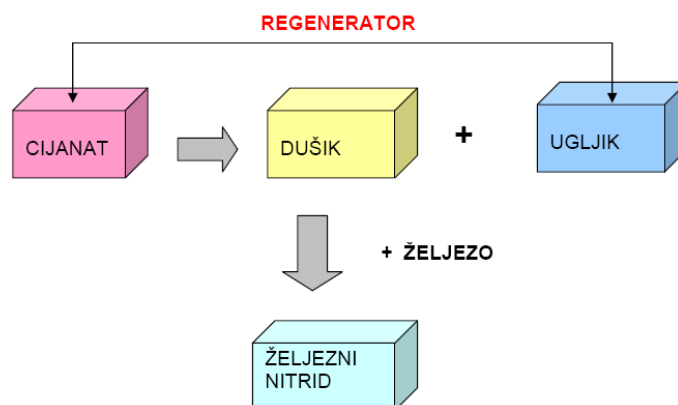 REGENERATOR
CIJANAT
DUŠIK
+
UGLJIK
+ ŽELJEZO
ŽELJEZNI
NITRID